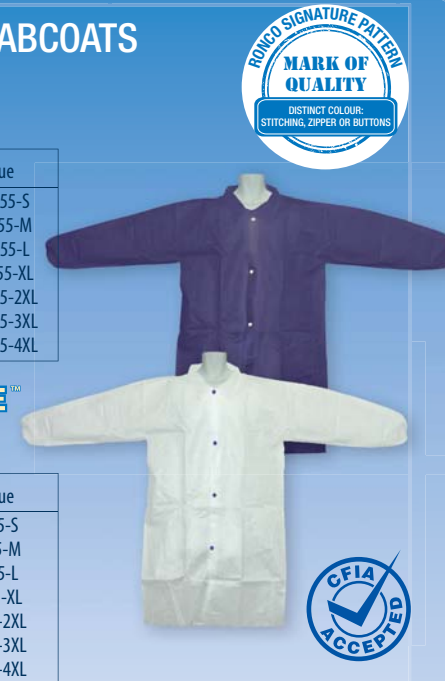 ABCOATS
RONCO SIGNATURE PATTERN
MARK OF
QUALITY
DISTINCT COLOUR:
STITCHING, ZIPPER OR BUTTONS
ue
55-S
55-M
55-L
55-XL
5-2XL
5-3XL
5-4XL
E™
ue
5-S
5-M
5-L
-XL
-2XL
-3XL
-4XL
CFIA
ACCEPTED